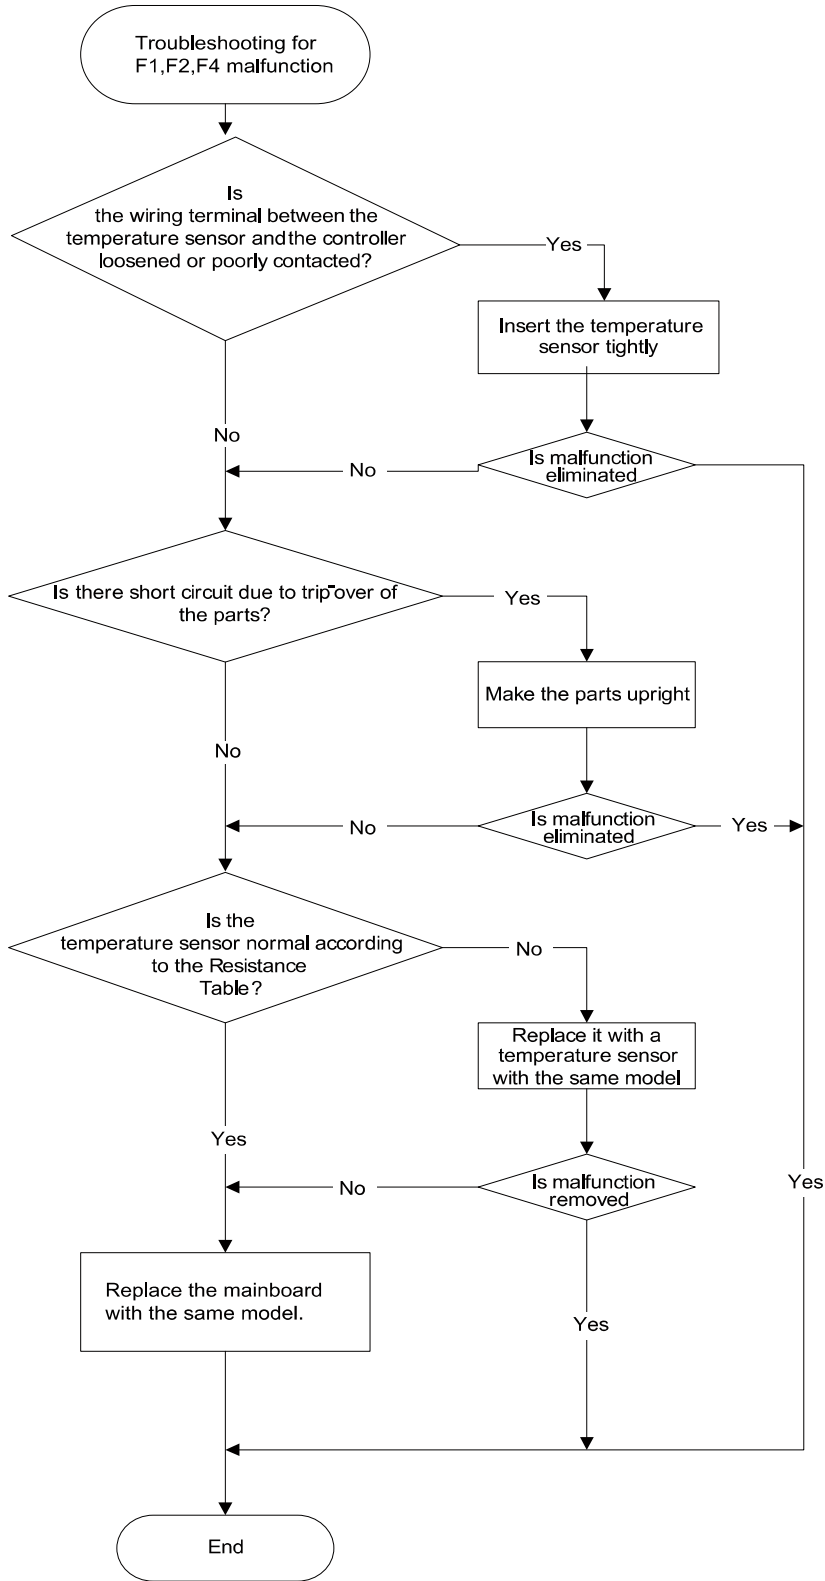 Troubleshooting for
F1,F2,F4 malfunction
Is
the wiring terminal between the
temperature sensor and the controller
loosened or poorly contacted?
Yes
Insert the temperature
sensor tightly
No
Is malfunction
eliminated
No
Is there short circuit due to trip-over of
the parts?
Yes
Make the parts upright
No
Is malfunction
eliminated
No
Yes
Is the
temperature sensor normal according
to the Resistance
Table?
No
Replace it with a
temperature sensor
with the same model
Yes
Is malfunction
removed
No
Yes
Replace the mainboard
with the same model.
Yes
End